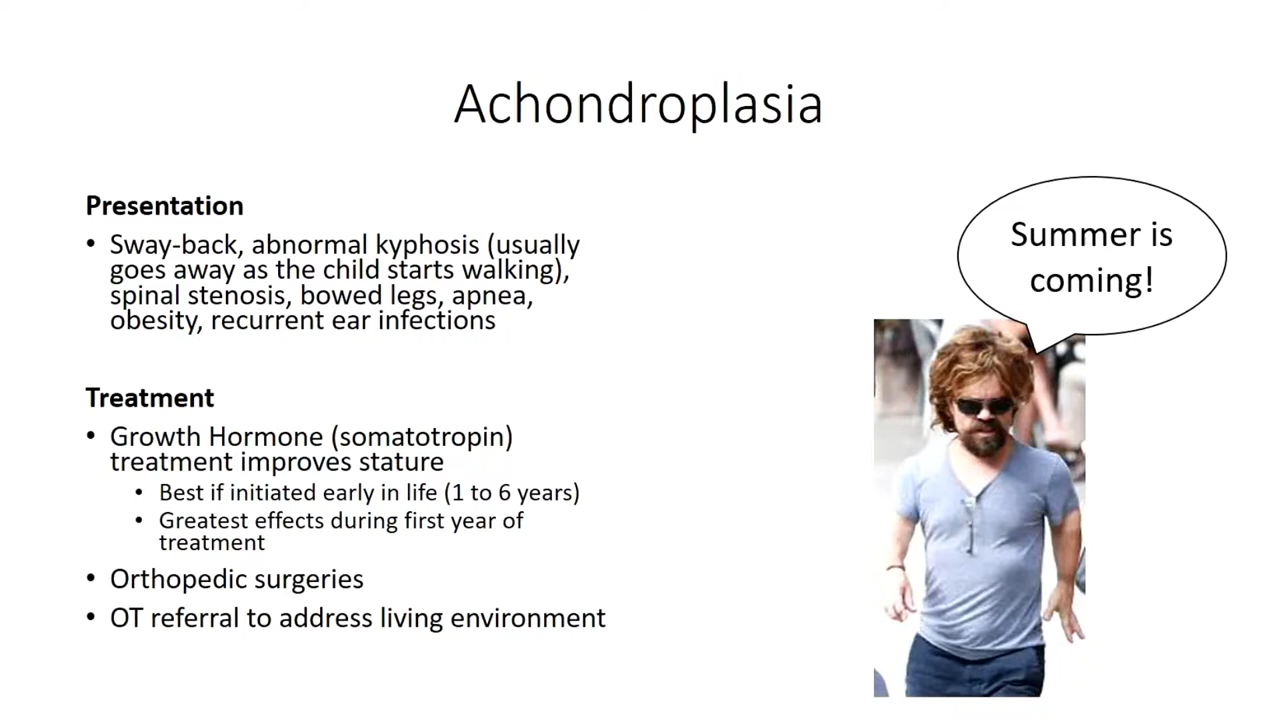 Achondroplasia
Presentation
• Sway-back, abnormal kyphosis (usually
goes away as the child starts walking),
spinal stenosis, bowed legs, apnea,
obesity, recurrent ear infections
Treatment
• Growth Hormone (somatotropin)
treatment improves stature
• Best if initiated early in life (1 to 6 years)
• Greatest effects during first year of
treatment
• Orthopedic surgeries
• OT referral to address living environment
Summer is
coming!